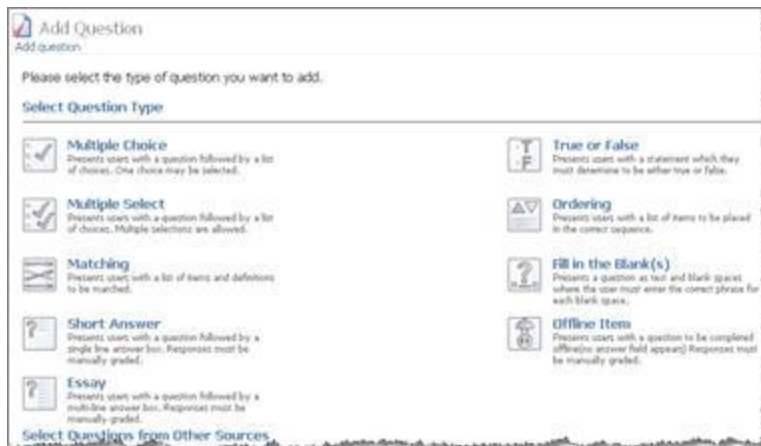 Add Question
Add question
Please select the type of question you want to add.
Select Question Type
Multiple Choice
Presents users with a question followed by a list
of choices. One choice may be selected.
Multiple Select
Presents users with a question followed by a list
of choices. Multiple selections are allowed.
Matching
Presents users with a list of items and definitions
to be matched.
Short Answer
Presents users with a question followed by a
single line answer box. Responses must be
manually graded.
Essay
Presents users with a question followed by a
multi-line answer box. Responses must be
manually graded.
T
F
True or False
Presents users with a statement which they
must determine to be either true or false.
Ordering
Presents users with a list of items to be placed
in the correct sequence.
Fill in the Blank(s)
Presents a question as text and blank spaces
where the user must enter the correct phrase for
each blank space.
Offline Item
Presents users with a question to be completed
offline(no answer field appears) Responses must
be manually graded.
Select Questions from Other Sources